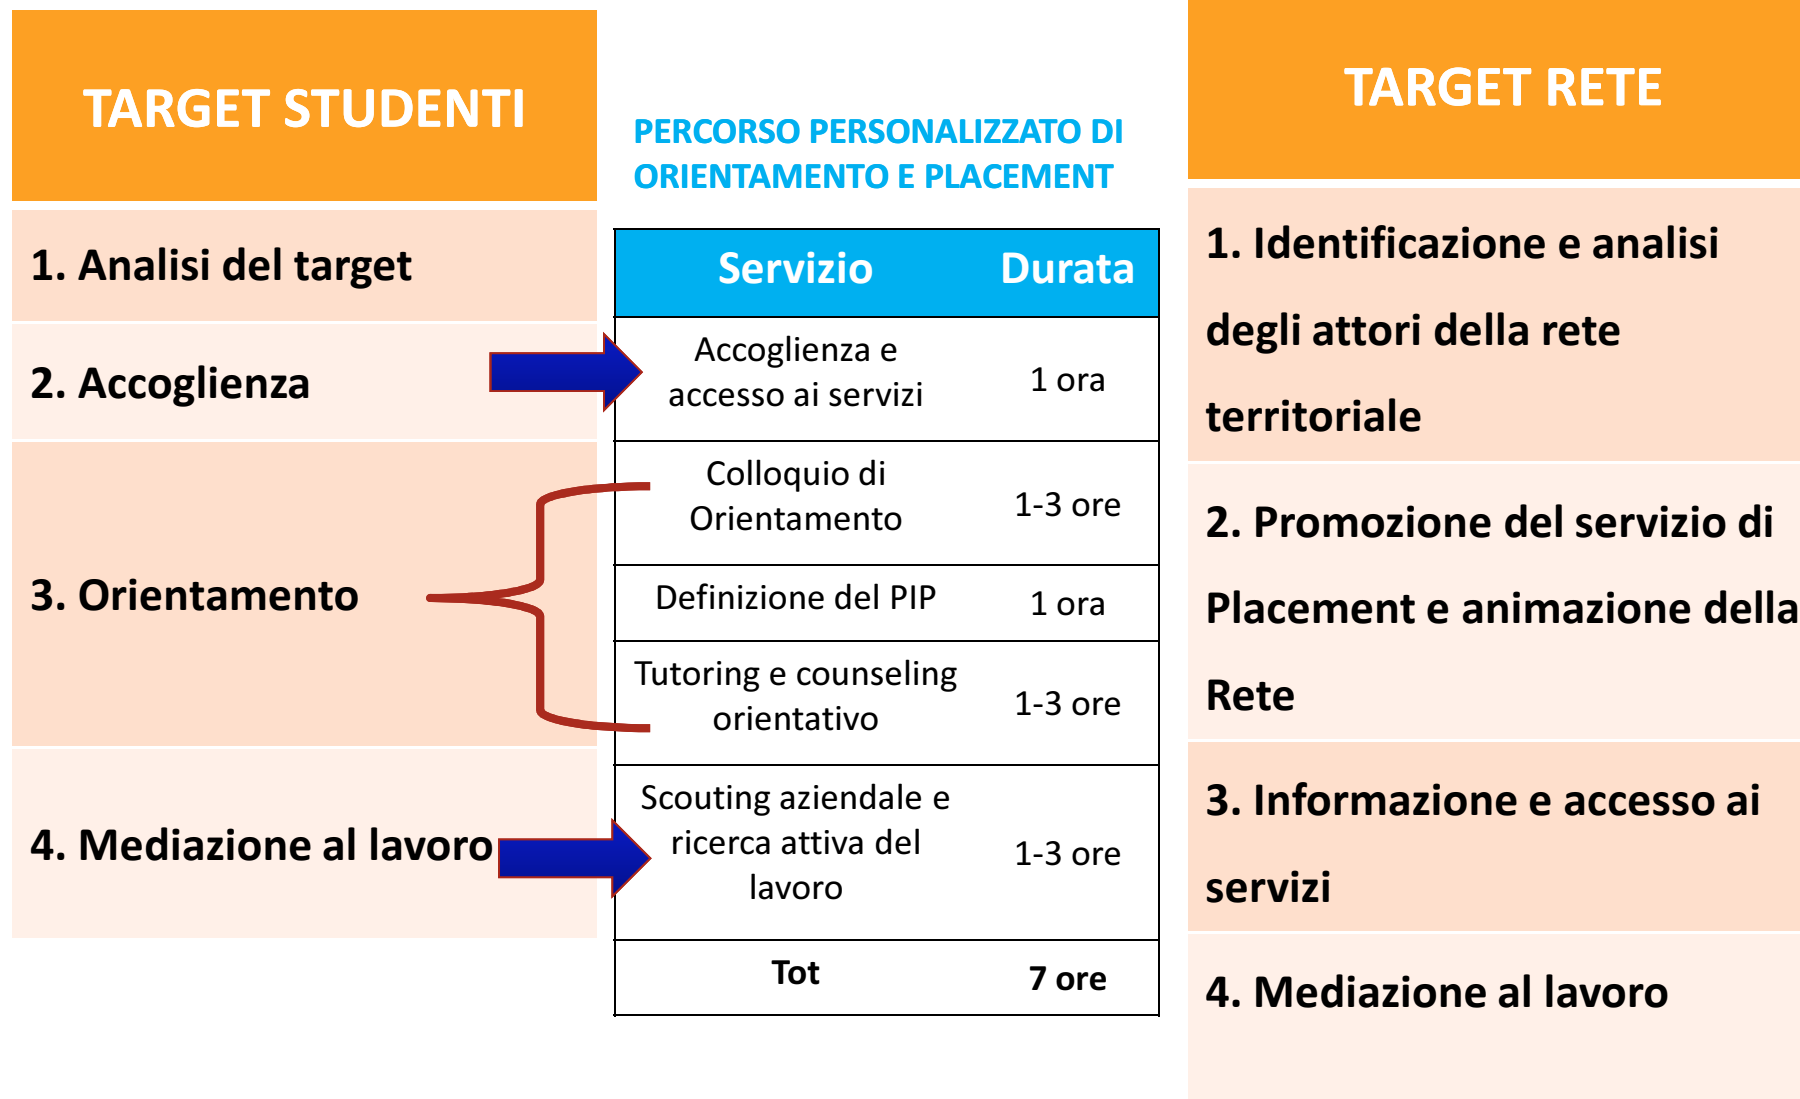 TARGET STUDENTI
1. Analisi del target
2. Accoglienza
3. Orientamento
4. Mediazione al lavoro
PERCORSO PERSONALIZZATO DI
ORIENTAMENTO E PLACEMENT
Servizio Durata
Accoglienza e
accesso ai servizi
1 ora
Colloquio di
Orientamento
1-3 ore
Definizione del PIP
1 ora
Tutoring e counseling
orientativo
1-3 ore
Scouting aziendale e
ricerca attiva del
lavoro
1-3 ore
Tot
7 ore
TARGET RETE
1. Identificazione e analisi
degli attori della rete
territoriale
2. Promozione del servizio di
Placement e animazione della
Rete
3. Informazione e accesso ai
servizi
4. Mediazione al lavoro